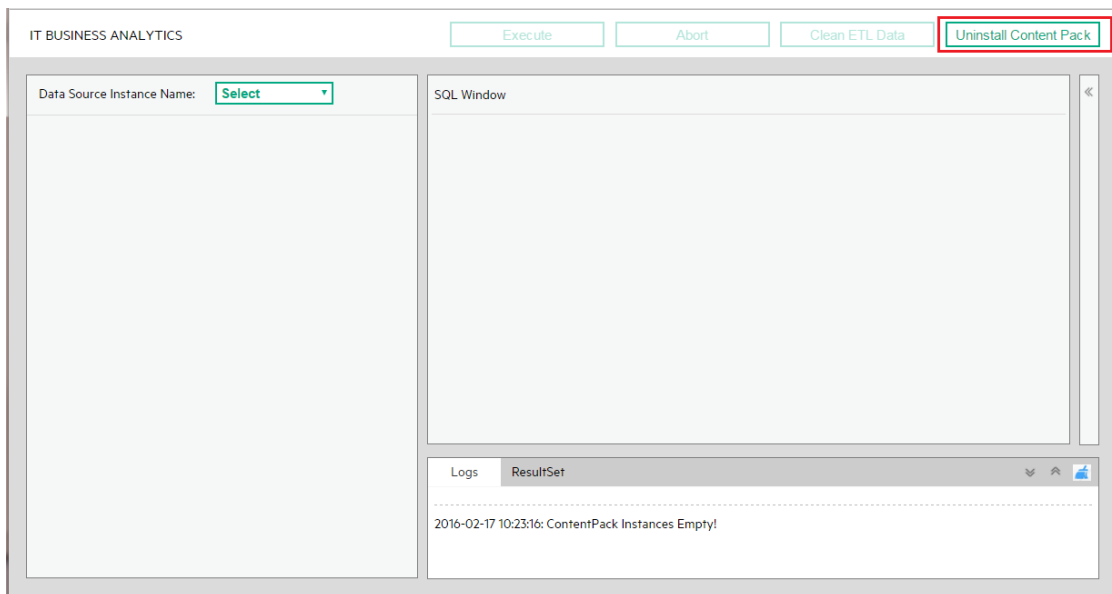 IT BUSINESS ANALYTICS
Execute
Abort
Clean ETL Data
Uninstall Content Pack
Data Source Instance Name:
Select
SQL Window
Logs
ResultSet
2016-02-17 10:23:16: ContentPack Instances Empty!